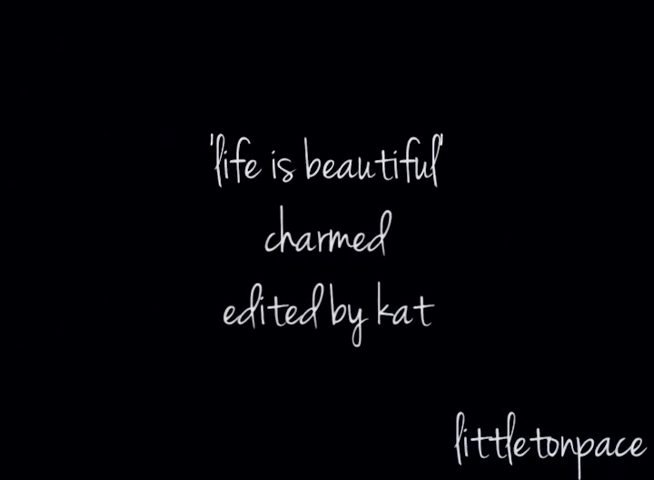 'life is beautiful'
charmed
edited by kat
littletonpace